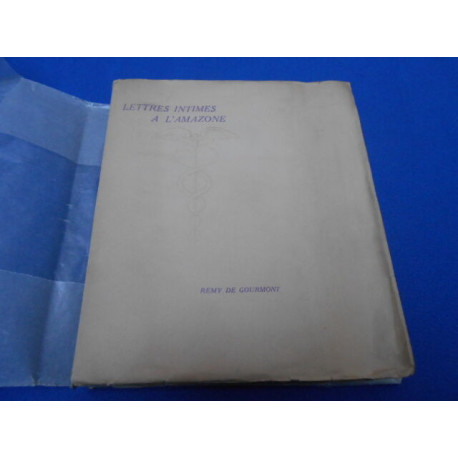 LETTRES INTIMES
A L'AMAZONE
REMY DE GOURMONT